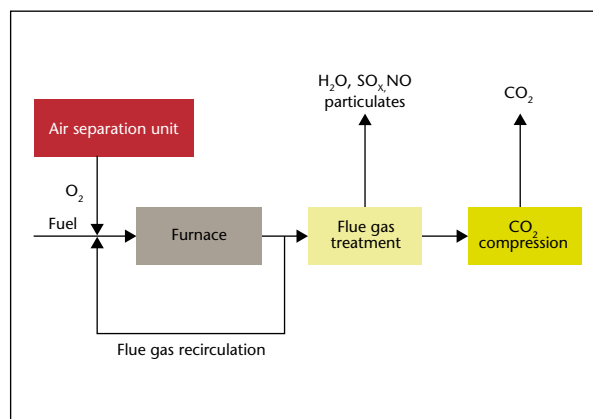 H₂O, SOₓ,NO
particulates
CO₂
Air separation unit
O₂
Fuel
Furnace
Flue gas
treatment
CO₂
compression
Flue gas recirculation